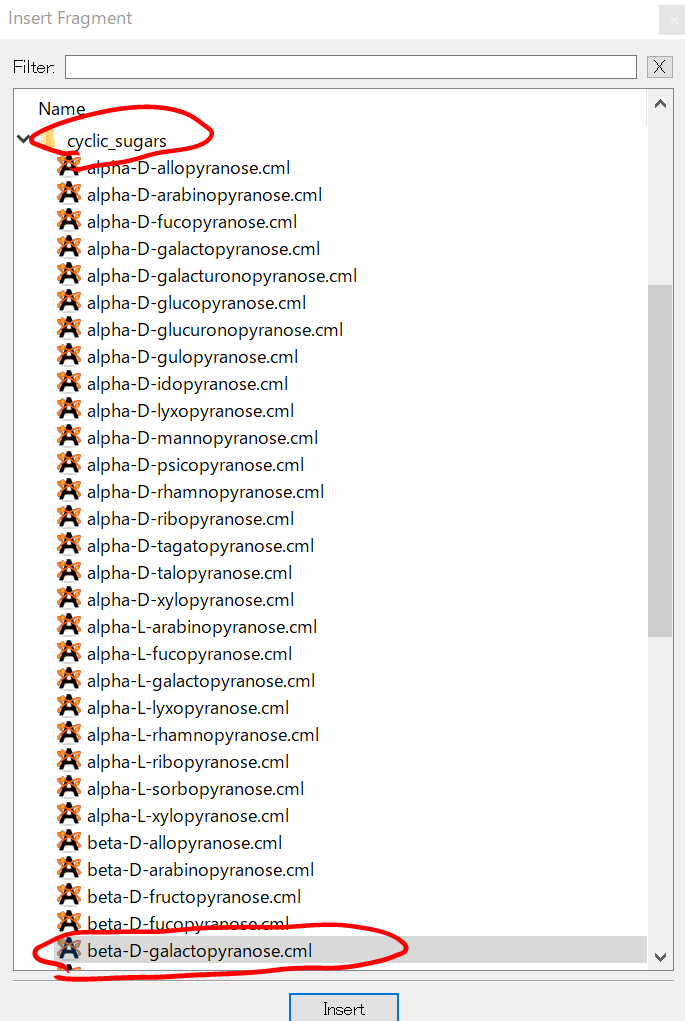 Insert Fragment
Filter:
X
Name
cyclic_sugars
alpha-D-allopyranose.cml
alpha-D-arabinopyranose.cml
alpha-D-fucopyranose.cml
alpha-D-galactopyranose.cml
alpha-D-galacturonopyranose.cml
alpha-D-glucopyranose.cml
alpha-D-glucuronopyranose.cml
alpha-D-gulopyranose.cml
alpha-D-idopyranose.cml
alpha-D-lyxopyranose.cml
alpha-D-mannopyranose.cml
alpha-D-psicopyranose.cml
alpha-D-rhamnopyranose.cml
alpha-D-ribopyranose.cml
alpha-D-tagatopyranose.cml
alpha-D-talopyranose.cml
alpha-D-xylopyranose.cml
alpha-L-arabinopyranose.cml
alpha-L-fucopyranose.cml
alpha-L-galactopyranose.cml
alpha-L-lyxopyranose.cml
alpha-L-rhamnopyranose.cml
alpha-L-ribopyranose.cml
alpha-L-sorbopyranose.cml
alpha-L-xylopyranose.cml
beta-D-allopyranose.cml
beta-D-arabinopyranose.cml
beta-D-fructopyranose.cml
beta-D-fucopyranose.cml
beta-D-galactopyranose.cml
Insert